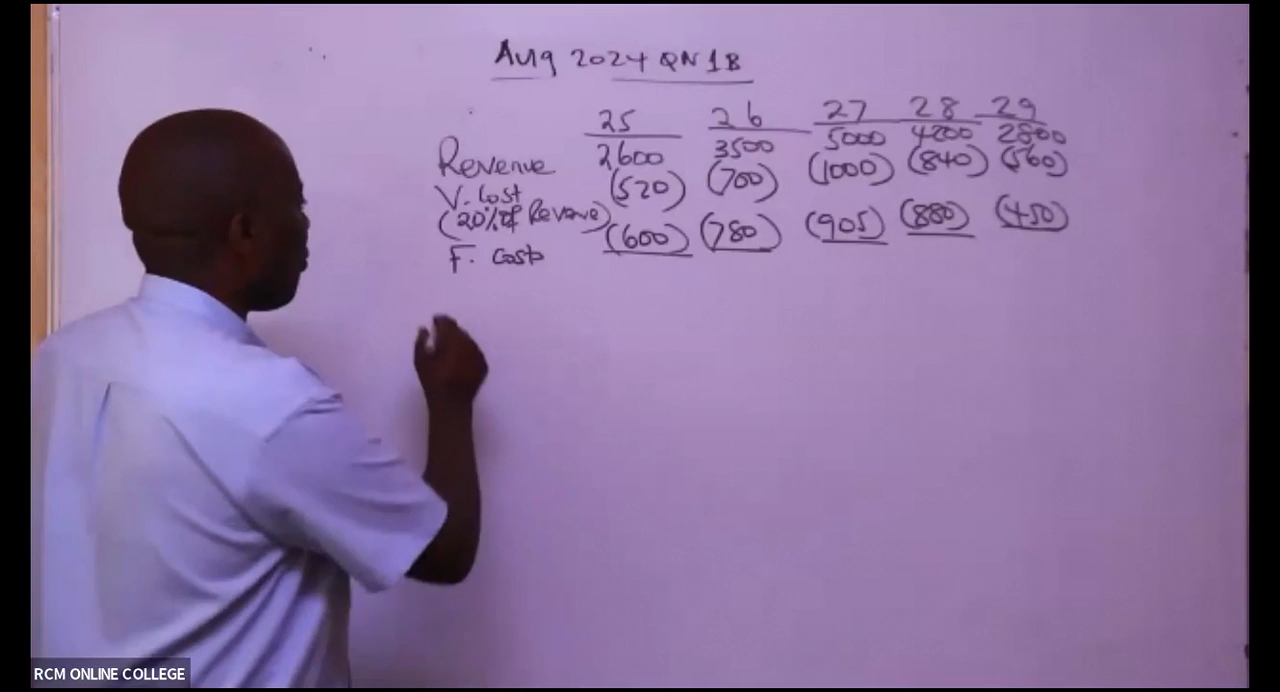 Aug 2024 QN 1B
25 26 27 28 29
Revenue 2600 3500 5000 4200 2800
V. Cost (520) (700) (1000) (840) (560)
(20% of Revenue)
F. Costs (600) (780) (905) (880) (450)
RCM ONLINE COLLEGE